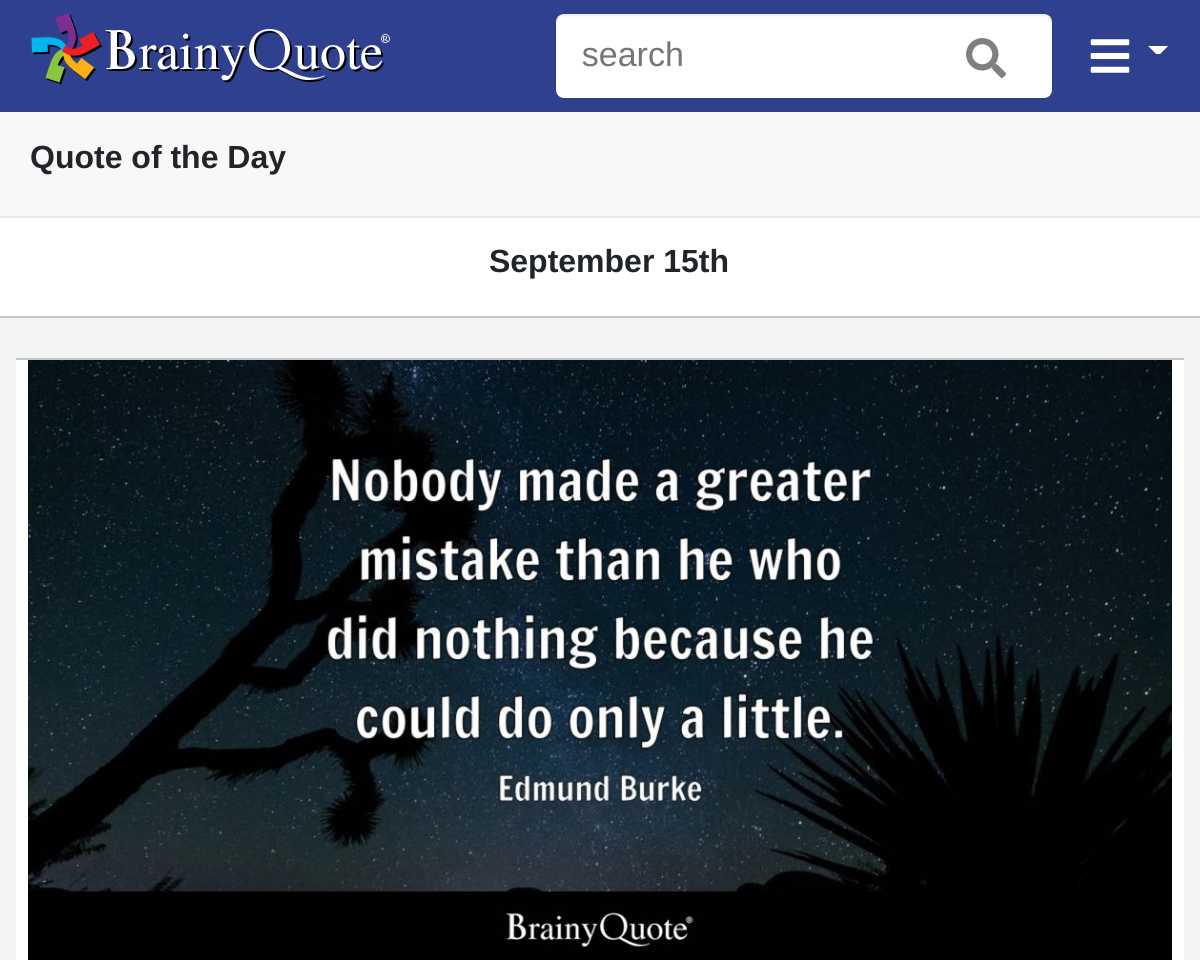 BrainyQuote®
search
Quote of the Day
September 15th
Nobody made a greater
mistake than he who
did nothing because he
could do only a little.
Edmund Burke
BrainyQuote®